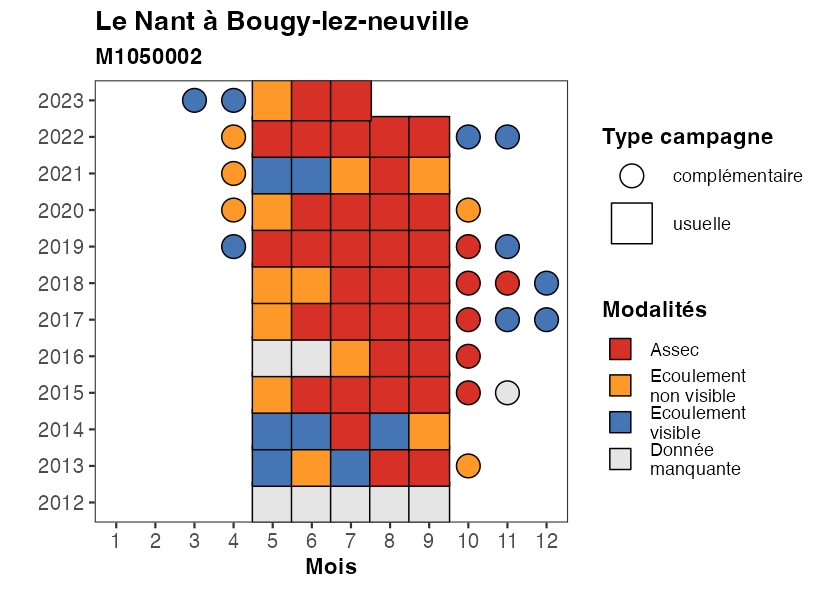 Le Nant à Bougy-lez-neuville
M1050002
2023
2022
2021
2020
2019
2018
2017
2016
2015
2014
2013
2012
1 2 3 4 5 6 7 8 9 10 11 12
Mois
Type campagne
complémentaire
usuelle
Modalités
Assec
Ecoulement
non visible
Ecoulement
visible
Donnée
manquante